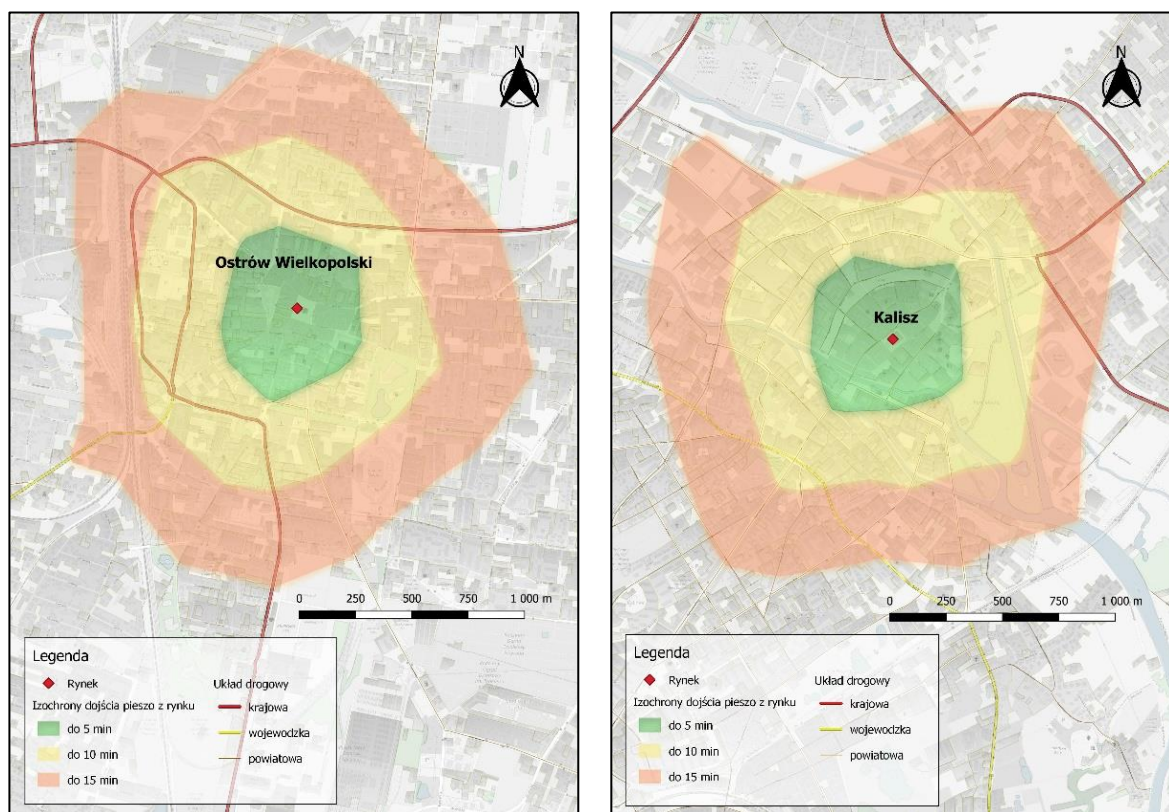 N
Ostrów Wielkopolski
0 250 500 750 1 000 m
Legenda
Rynek
Izochrony dojścia pieszo z rynku
do 5 min
do 10 min
do 15 min
Układ drogowy
krajowa
wojewodzka
powiatowa
N
Kalisz
0 250 500 750 1 000 m
Legenda
Rynek
Izochrony dojścia pieszo z rynku
do 5 min
do 10 min
do 15 min
Układ drogowy
krajowa
wojewodzka
powiatowa